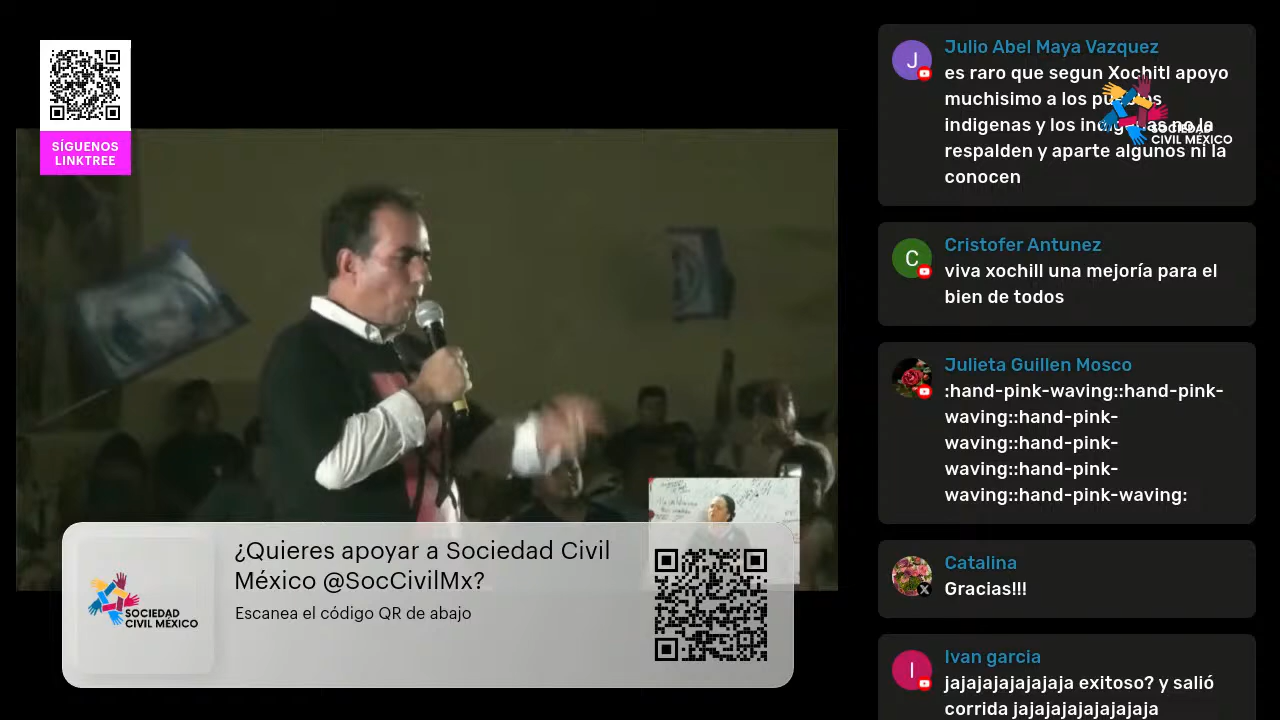 SÍGUENOS
LINKTREE
¿Quieres apoyar a Sociedad Civil
México @SocCivilMx?
Escanea el código QR de abajo
SOCIEDAD
CIVIL MÉXICO
J
Julio Abel Maya Vazquez
es raro que segun Xochitl apoyo
muchisimo a los
indigenas y los
respalden y aparte algunos ni la
conocen
SOCIEDAD
CIVIL MÉXICO
C
Cristofer Antunez
viva xochill una mejoría para el
bien de todos
Julieta Guillen Mosco
:hand-pink-waving::hand-pink-
waving::hand-pink-
waving::hand-pink-
waving::hand-pink-waving:
Catalina
Gracias!!!
I
Ivan garcia
jajajajajajajaja exitoso? y salió
corrida jajajajajajajajaja